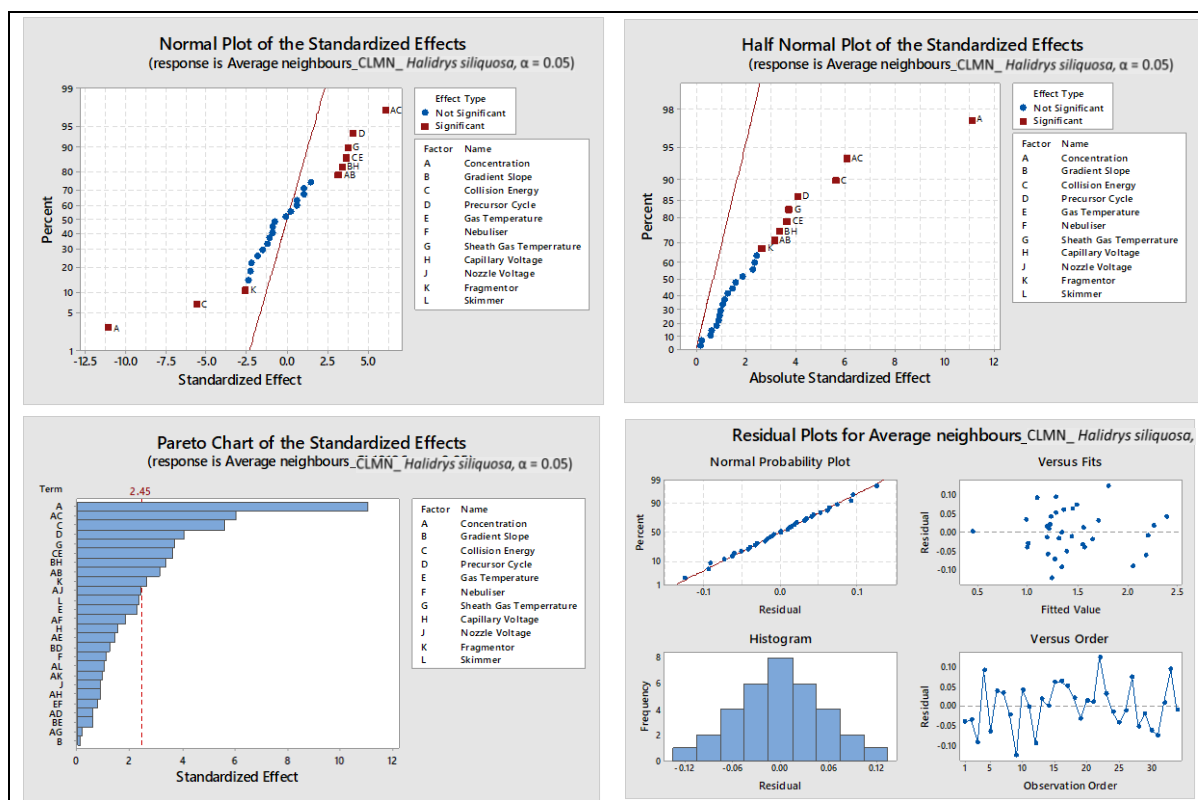 Normal Plot of the Standardized Effects
(response is Average neighbours_CLMN_ Halidrys siliquosa, α = 0.05)
99
95
90
80
70
60
50
40
30
20
10
5
1
Percent
-12.5 -10.0 -7.5 -5.0 -2.5 0.0 2.5 5.0
Standardized Effect
AC
D
G
CE
BH
AB
K
C
A
Effect Type
Not Significant
Significant
Factor Name
A Concentration
B Gradient Slope
C Collision Energy
D Precursor Cycle
E Gas Temperature
F Nebuliser
G Sheath Gas Temperrature
H Capillary Voltage
J Nozzle Voltage
K Fragmentor
L Skimmer
Half Normal Plot of the Standardized Effects
(response is Average neighbours_CLMN_ Halidrys siliquosa, α = 0.05)
98
95
90
85
80
70
60
50
40
30
20
10
0
Percent
0 2 4 6 8 10 12
Absolute Standardized Effect
A
AC
C
D
G
CE
BH
AB
K
Effect Type
Not Significant
Significant
Factor Name
A Concentration
B Gradient Slope
C Collision Energy
D Precursor Cycle
E Gas Temperature
F Nebuliser
G Sheath Gas Temperrature
H Capillary Voltage
J Nozzle Voltage
K Fragmentor
L Skimmer
Pareto Chart of the Standardized Effects
(response is Average neighbours_CLMN_ Halidrys siliquosa, α = 0.05)
Term
2.45
A
AC
C
D
G
CE
BH
AB
K
AJ
L
E
AF
H
AE
BD
F
AL
AK
J
AH
EF
AD
BE
AG
B
0 2 4 6 8 10 12
Standardized Effect
Factor Name
A Concentration
B Gradient Slope
C Collision Energy
D Precursor Cycle
E Gas Temperature
F Nebuliser
G Sheath Gas Temperrature
H Capillary Voltage
J Nozzle Voltage
K Fragmentor
L Skimmer
Residual Plots for Average neighbours_CLMN_ Halidrys siliquosa,
Normal Probability Plot
99
90
50
10
1
Percent
-0.1 0.0 0.1
Residual
Versus Fits
0.10
0.05
0.00
-0.05
-0.10
Residual
0.5 1.0 1.5 2.0 2.5
Fitted Value
Histogram
8
6
4
2
0
Frequency
-0.12 -0.06 0.00 0.06 0.12
Residual
Versus Order
0.10
0.05
0.00
-0.05
-0.10
Residual
1 5 10 15 20 25 30
Observation Order